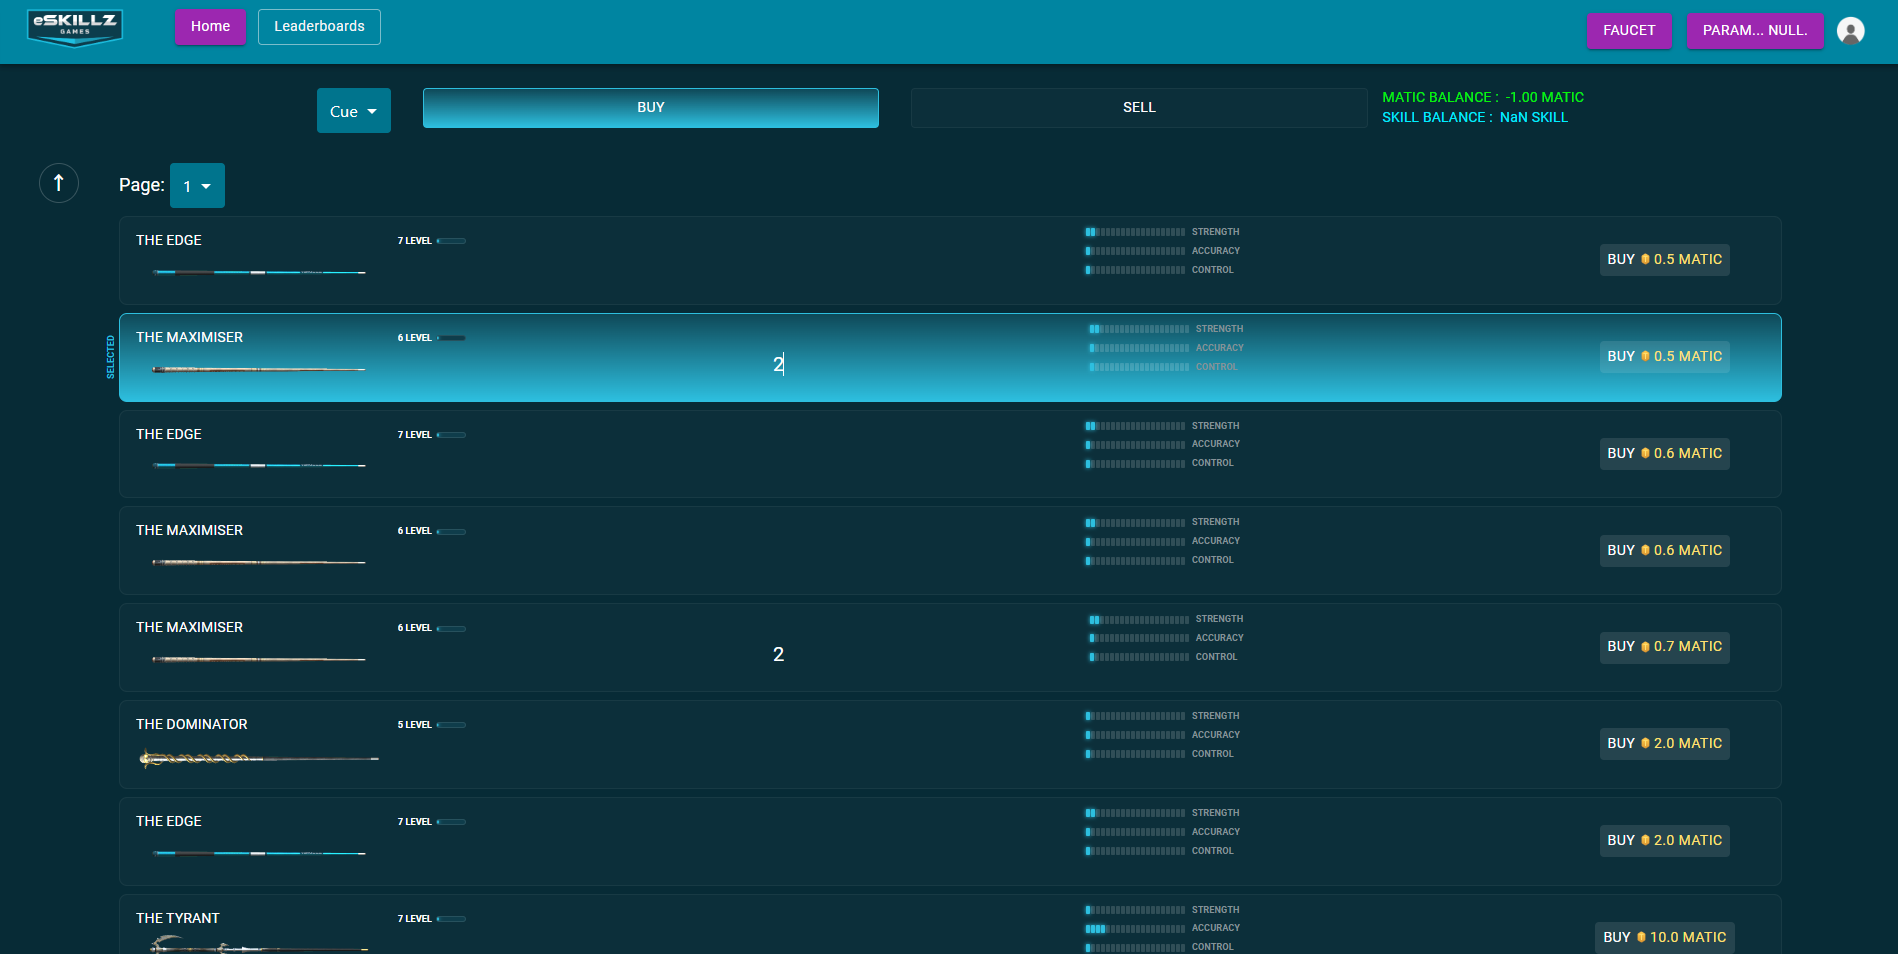 eSKILLZ
GAMES
Home
Leaderboards
FAUCET
PARAM... NULL.
Cue
BUY
SELL
MATIC BALANCE : -1.00 MATIC
SKILL BALANCE : NaN SKILL
Page: 1
THE EDGE
7 LEVEL
STRENGTH
ACCURACY
CONTROL
BUY 0.5 MATIC
SELECTED
THE MAXIMISER
6 LEVEL
2
STRENGTH
ACCURACY
CONTROL
BUY 0.5 MATIC
THE EDGE
7 LEVEL
STRENGTH
ACCURACY
CONTROL
BUY 0.6 MATIC
THE MAXIMISER
6 LEVEL
STRENGTH
ACCURACY
CONTROL
BUY 0.6 MATIC
THE MAXIMISER
6 LEVEL
2
STRENGTH
ACCURACY
CONTROL
BUY 0.7 MATIC
THE DOMINATOR
5 LEVEL
STRENGTH
ACCURACY
CONTROL
BUY 2.0 MATIC
THE EDGE
7 LEVEL
STRENGTH
ACCURACY
CONTROL
BUY 2.0 MATIC
THE TYRANT
7 LEVEL
STRENGTH
ACCURACY
CONTROL
BUY 10.0 MATIC